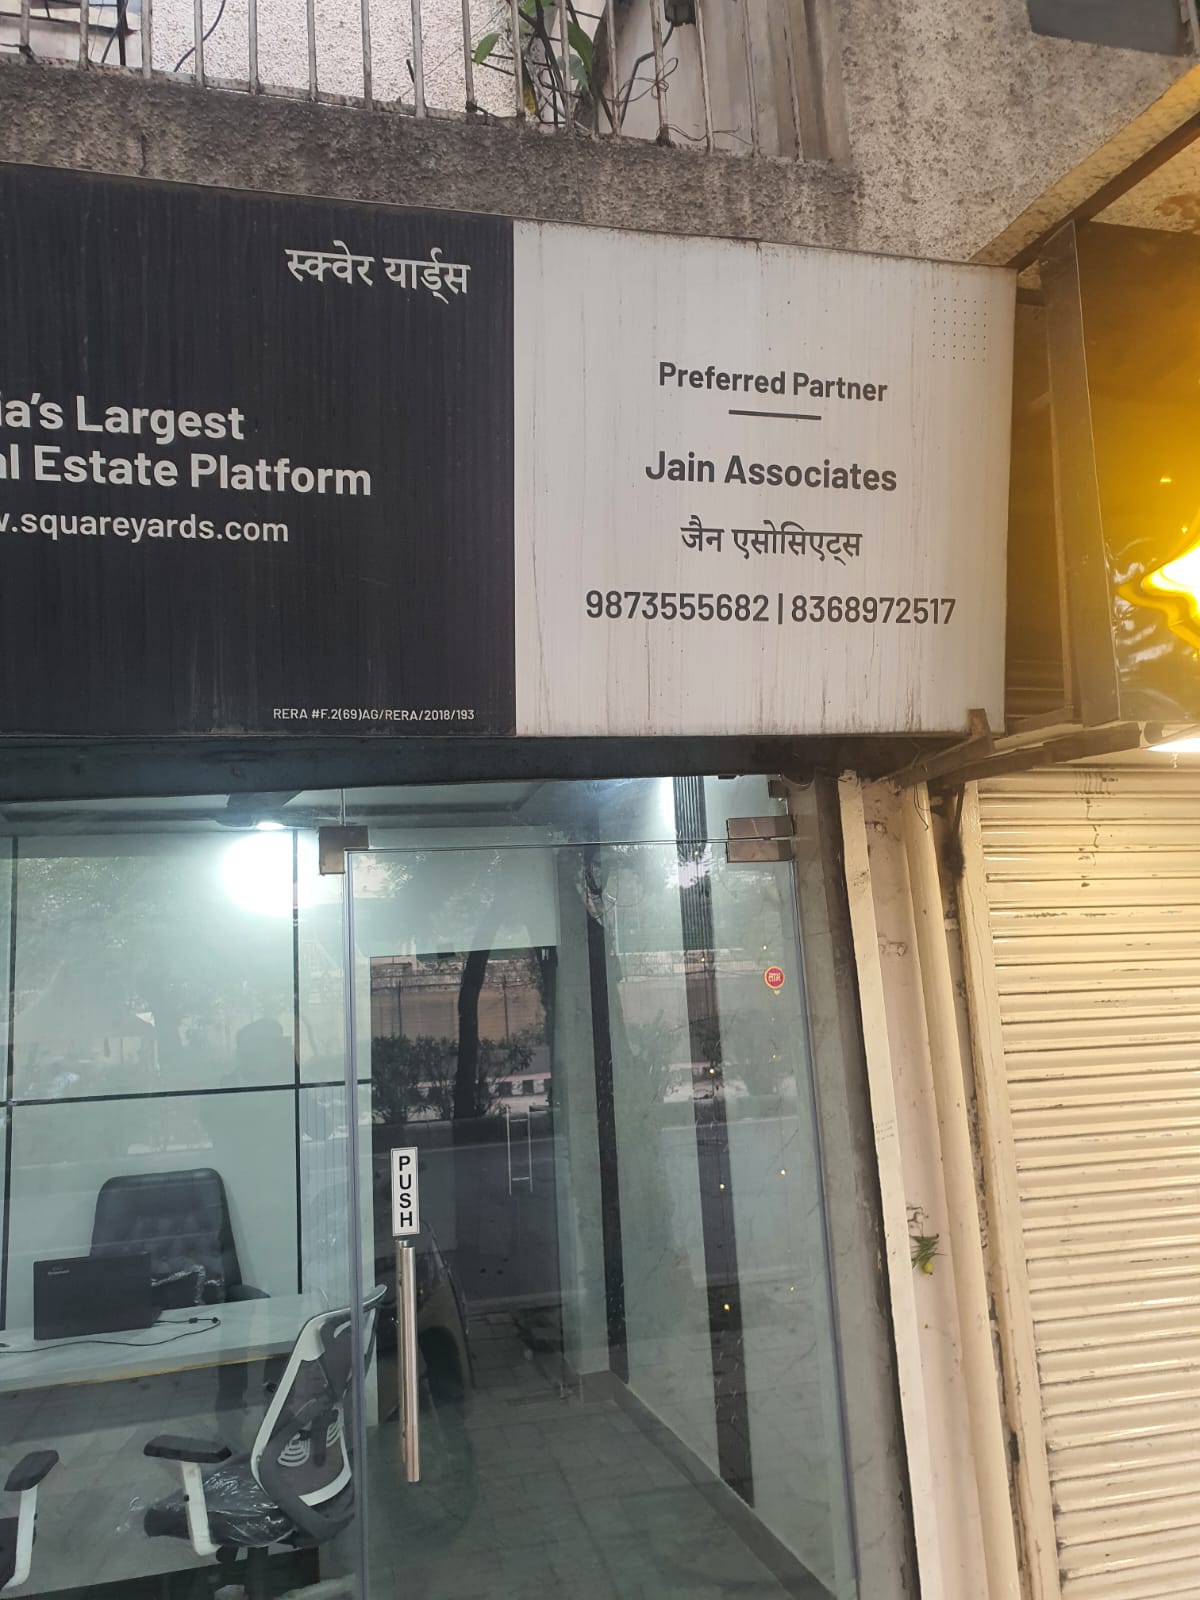 स्क्वेर यार्ड्स
ia's Largest
al Estate Platform
w.squareyards.com
RERA #F.2(69)AG/RERA/2018/193
Preferred Partner
Jain Associates
जैन एसोसिएट्स
9873555682 | 8368972517
लाभ
PUSH